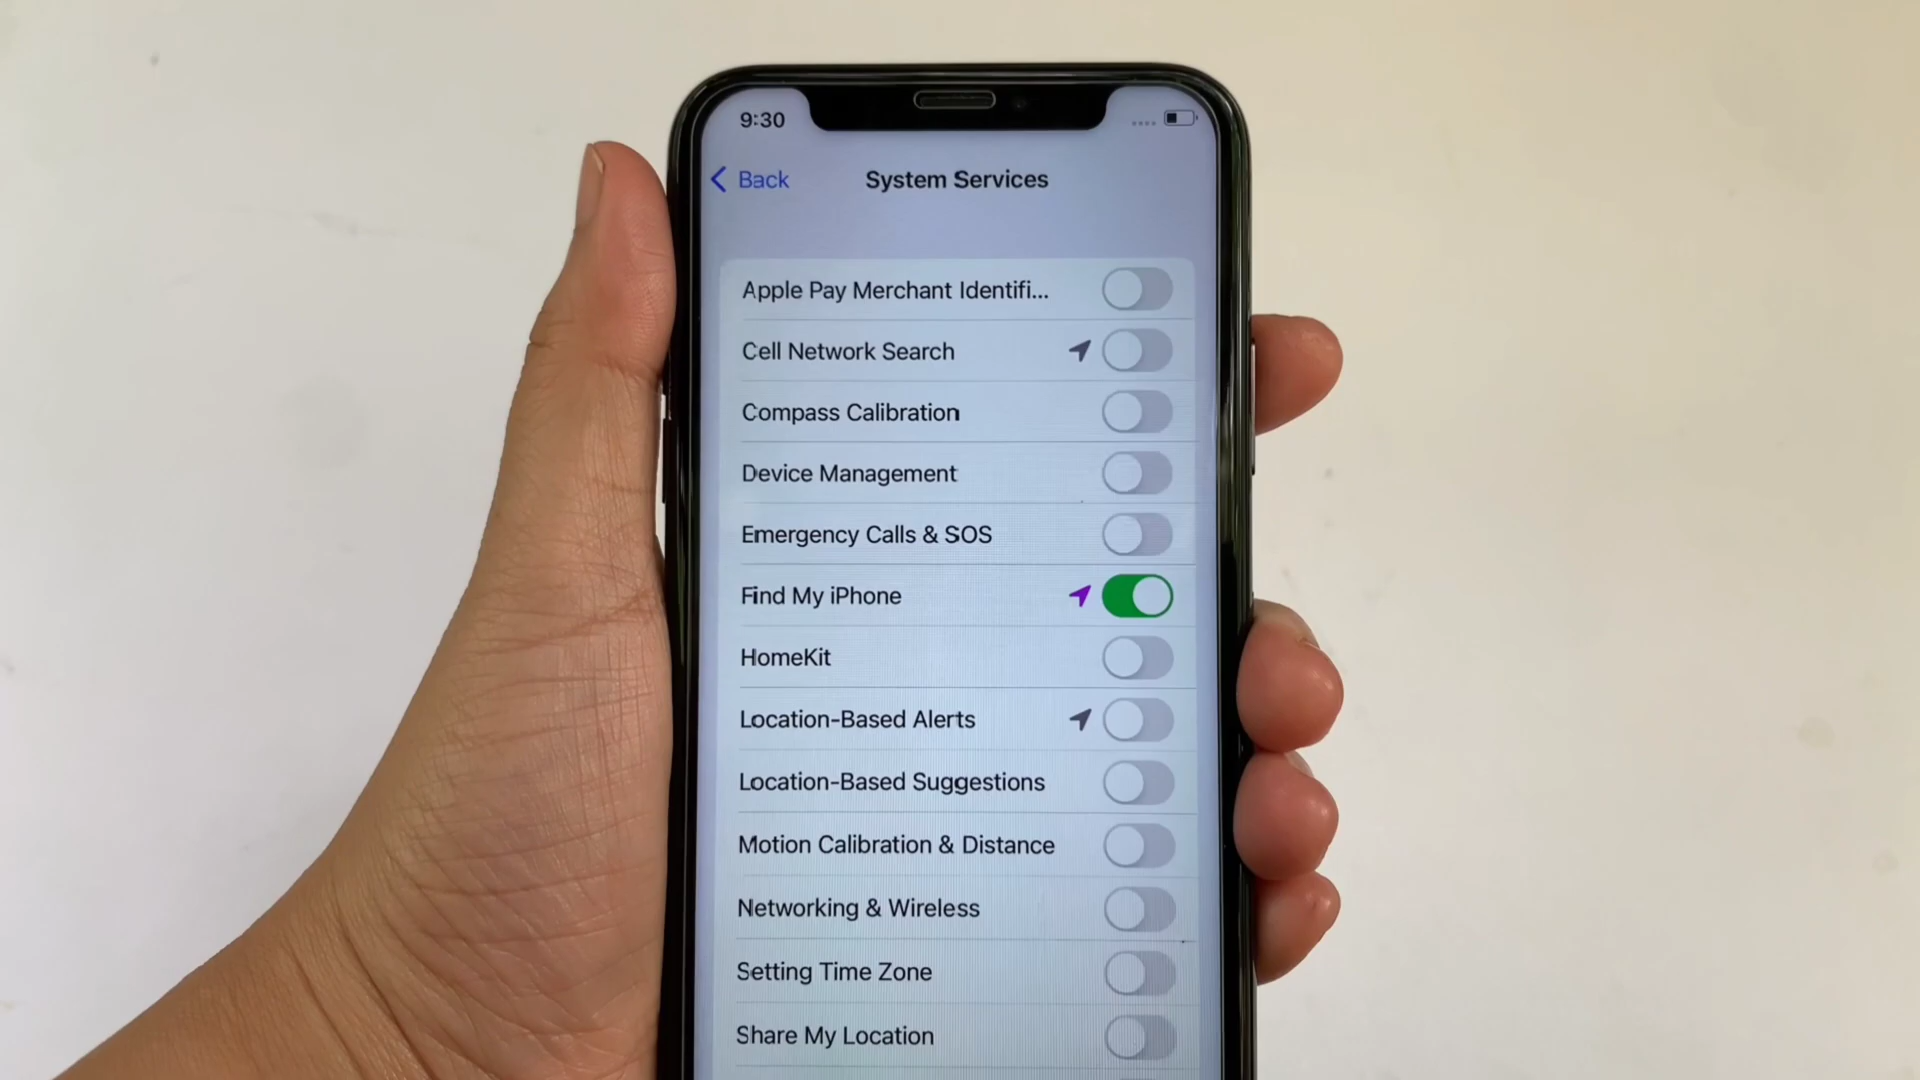 9:30
Back
System Services
Apple Pay Merchant Identifi...
Cell Network Search
Compass Calibration
Device Management
Emergency Calls & SOS
Find My iPhone
HomeKit
Location-Based Alerts
Location-Based Suggestions
Motion Calibration & Distance
Networking & Wireless
Setting Time Zone
Share My Location